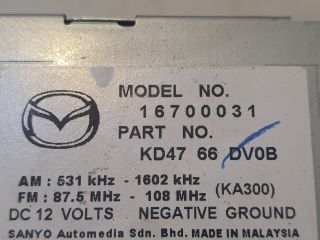 MODEL NO.
16700031
PART NO.
KD47 66 DV0B
AM : 531 kHz - 1602 kHz
FM : 87.5 MHz - 108 MHz (KA300)
DC 12 VOLTS NEGATIVE GROUND
SANYO Automedia Sdn. Bhd. MADE IN MALAYSIA